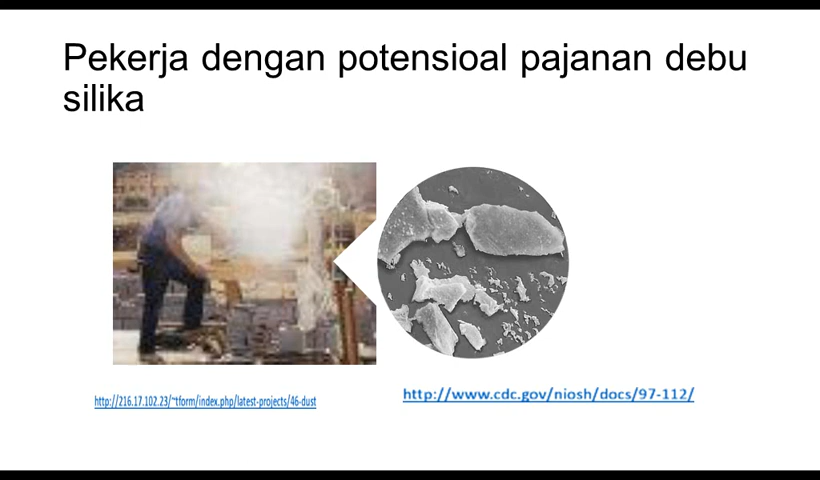 Pekerja dengan potensioal pajanan debu
silika
http://216.17.102.23/~tform/index.php/latest-projects/46-dust
http://www.cdc.gov/niosh/docs/97-112/